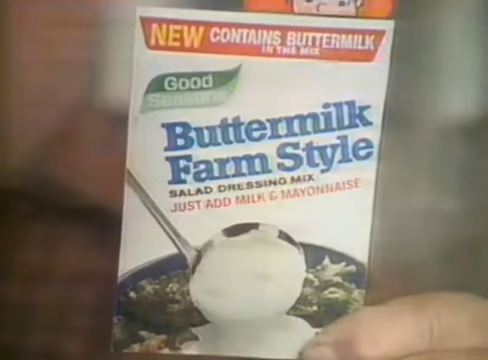 NEW CONTAINS BUTTERMILK
IN THE MIX
Good
Seasons
Buttermilk
Farm Style
SALAD DRESSING MIX
JUST ADD MILK & MAYONNAISE